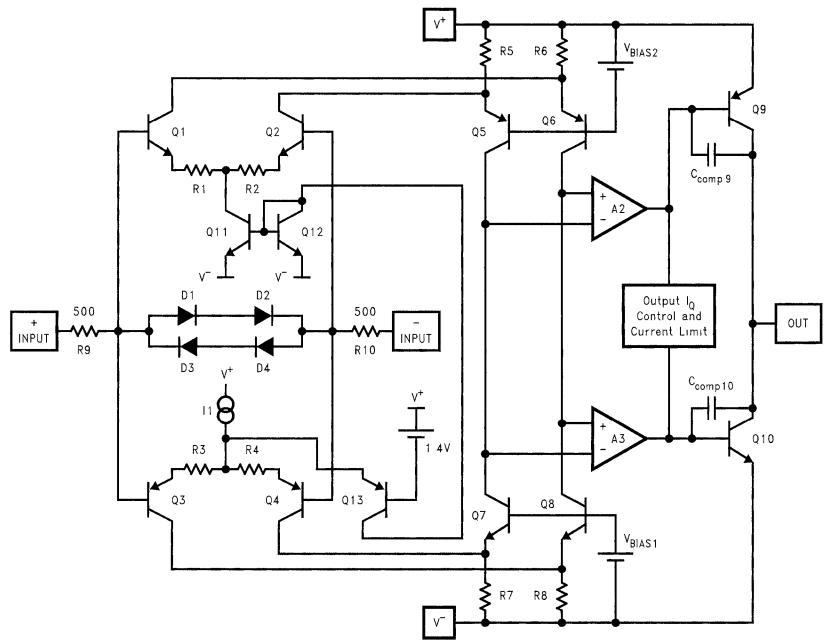 V+
R5
R6
VBIAS2
Q1
Q2
Q5
Q6
Q9
Ccomp9
R1
R2
+
A2
−
Q11
Q12
V−
V−
D1
D2
500
500
+
INPUT
−
INPUT
R9
R10
D3
D4
Output IQ
Control and
Current Limit
OUT
V+
I1
V+
1 4V
Ccomp10
+
A3
−
R3
R4
Q3
Q4
Q13
Q10
Q7
Q8
VBIAS1
R7
R8
V−